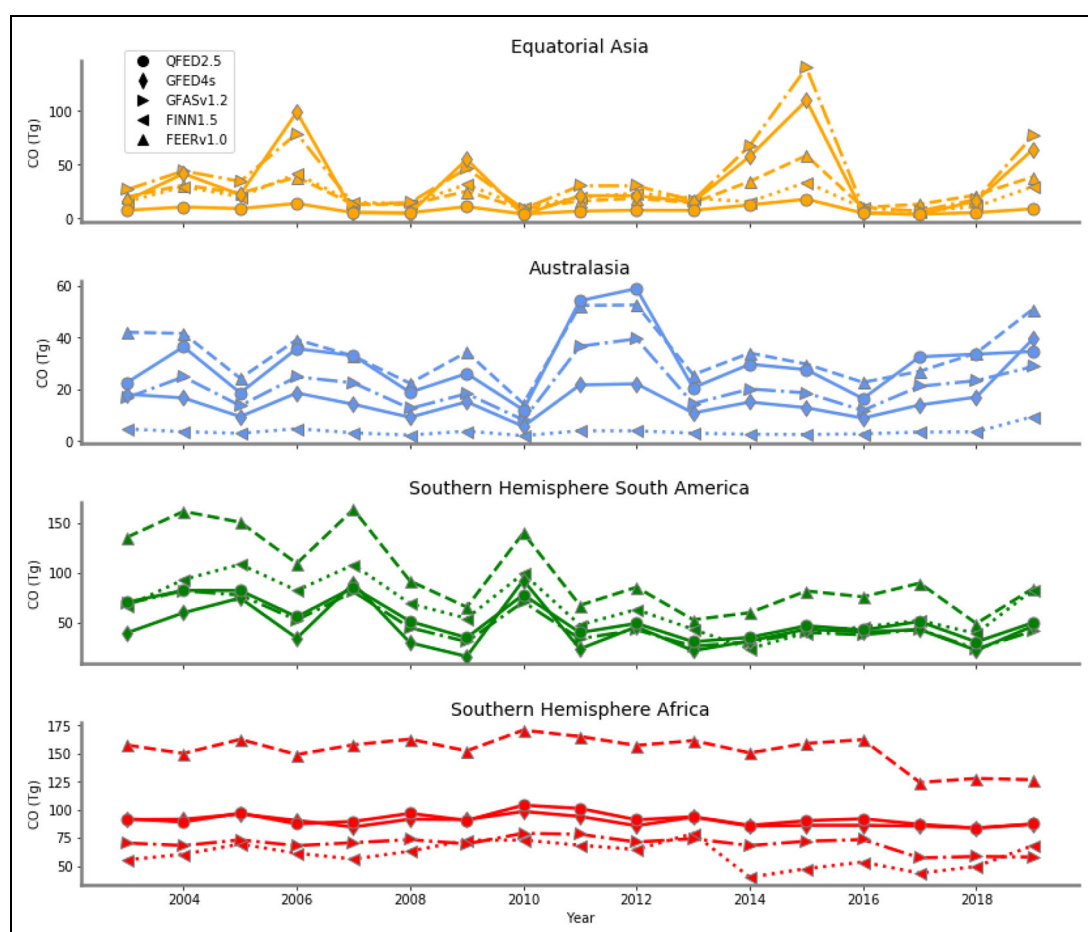 Equatorial Asia
QFED2.5
GFED4s
GFASv1.2
FINN1.5
FEERv1.0
CO (Tg)
100
50
0
Australasia
CO (Tg)
60
40
20
0
Southern Hemisphere South America
CO (Tg)
150
100
50
Southern Hemisphere Africa
CO (Tg)
175
150
125
100
75
50
2004 2006 2008 2010 2012 2014 2016 2018
Year